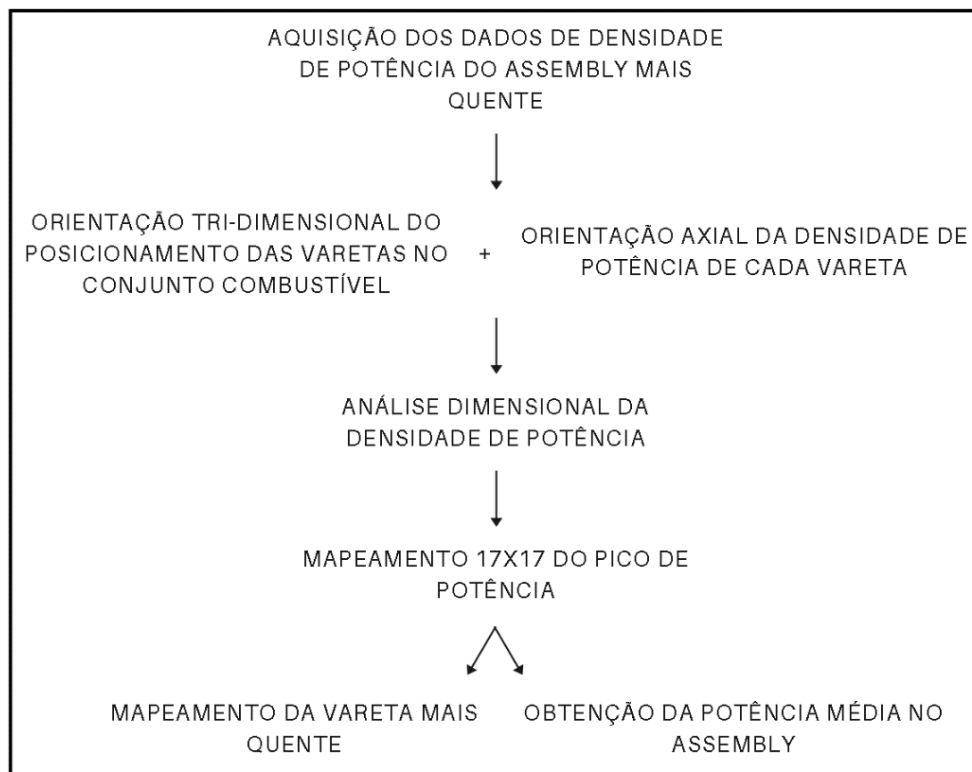 AQUISIÇÃO DOS DADOS DE DENSIDADE
DE POTÊNCIA DO ASSEMBLY MAIS
QUENTE
ORIENTAÇÃO TRI-DIMENSIONAL DO
POSICIONAMENTO DAS VARETAS NO
CONJUNTO COMBUSTÍVEL
+
ORIENTAÇÃO AXIAL DA DENSIDADE DE
POTÊNCIA DE CADA VARETA
ANÁLISE DIMENSIONAL DA
DENSIDADE DE POTÊNCIA
MAPEAMENTO 17X17 DO PICO DE
POTÊNCIA
MAPEAMENTO DA VARETA MAIS
QUENTE
OBTENÇÃO DA POTÊNCIA MÉDIA NO
ASSEMBLY